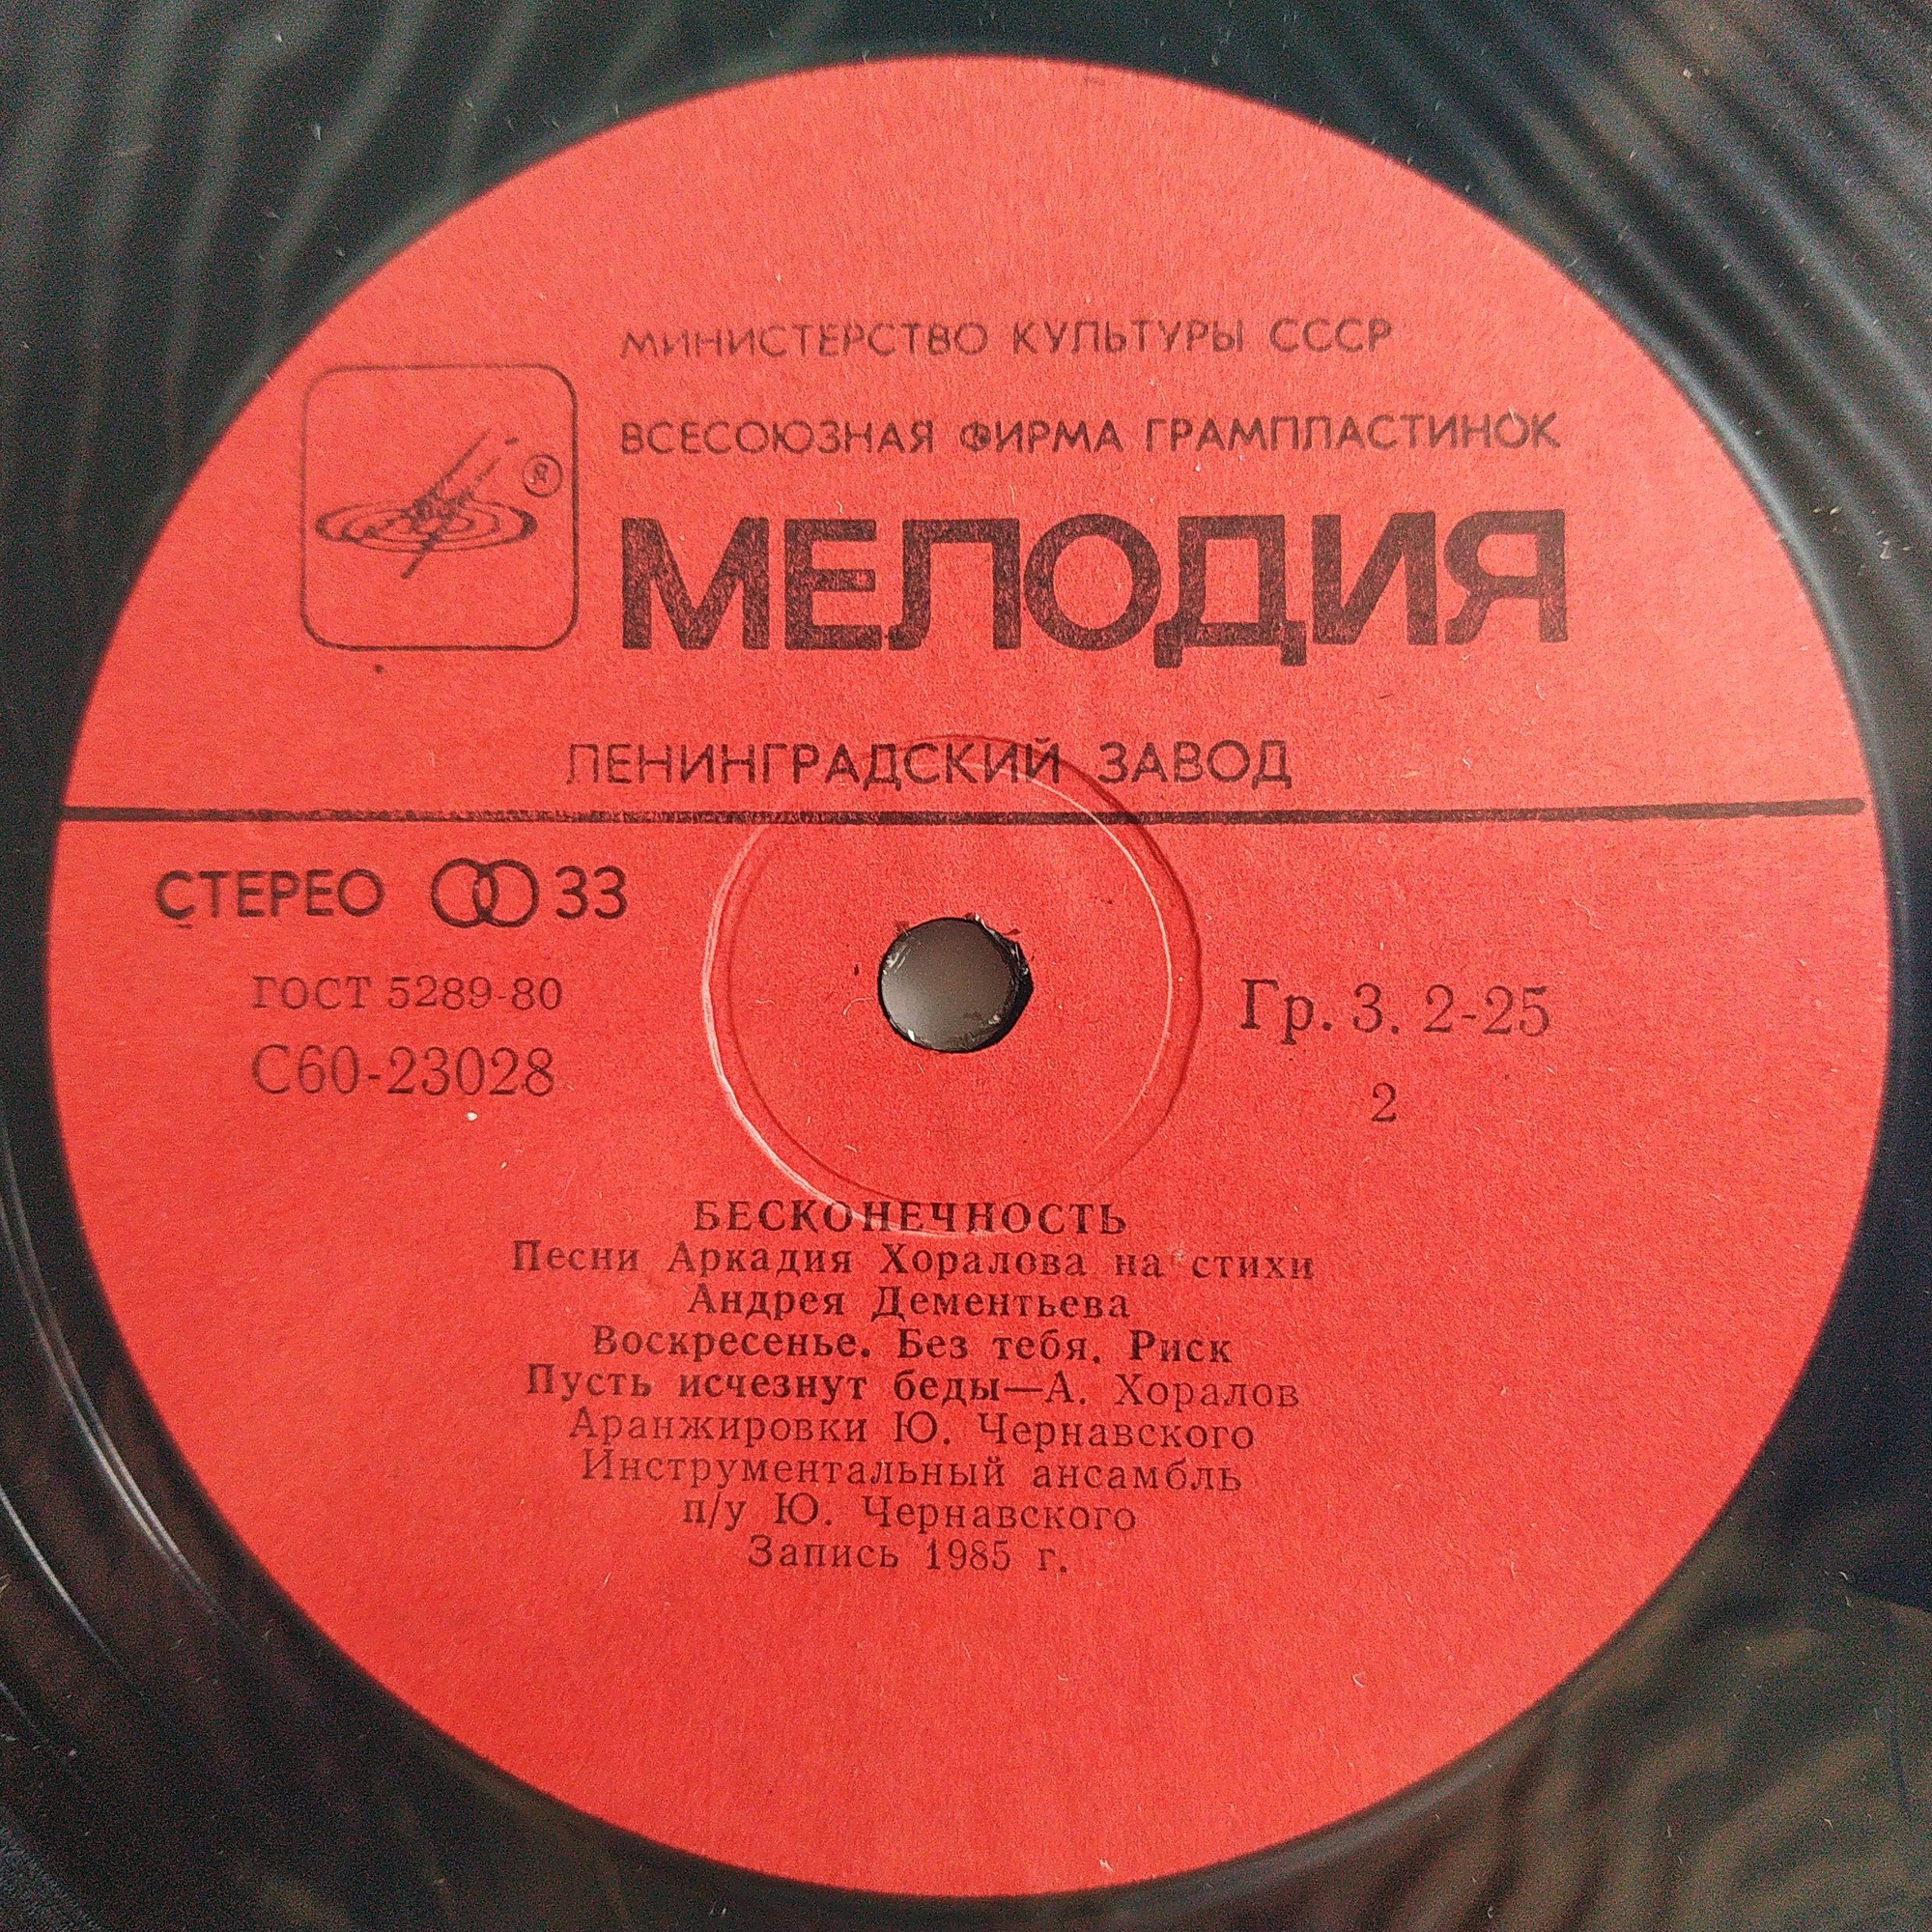 МИНИСТЕРСТВО КУЛЬТУРЫ СССР
ВСЕСОЮЗНАЯ ФИРМА ГРАМПЛАСТИНОК
®
МЕЛОДИЯ
ЛЕНИНГРАДСКИЙ ЗАВОД
СТЕРЕО 33
ГОСТ 5289-80
С60-23028
Гр. 3. 2-25
2
БЕСКОНЕЧНОСТЬ
Песни Аркадия Хоралова на стихи
Андрея Дементьева
Воскресенье. Без тебя. Риск
Пусть исчезнут беды—А. Хоралов
Аранжировки Ю. Чернавского
Инструментальный ансамбль
п/у Ю. Чернавского
Запись 1985 г.